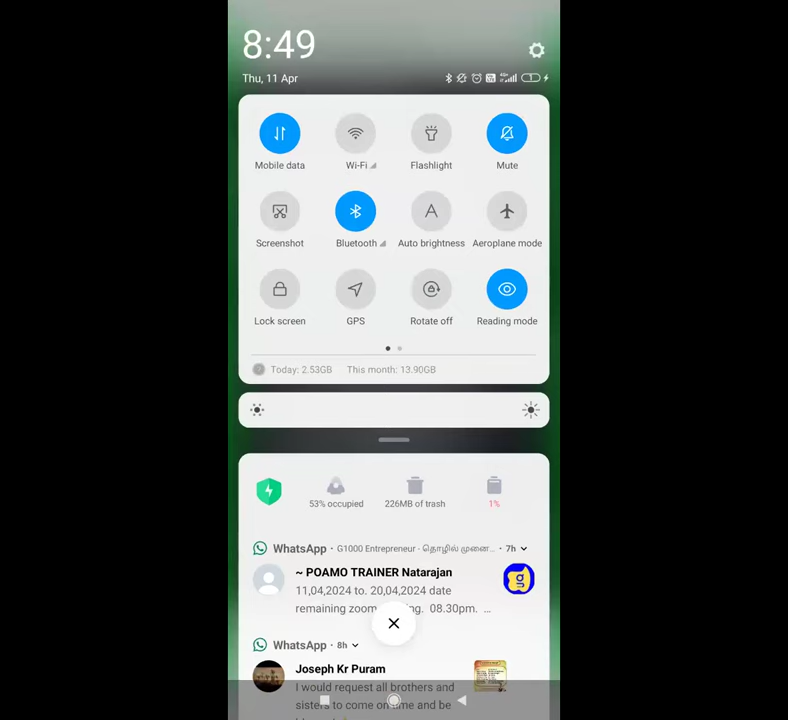 8:49
Thu, 11 Apr
Mobile data
Wi-Fi
Flashlight
Mute
Screenshot
Bluetooth
Auto brightness
Aeroplane mode
Lock screen
GPS
Rotate off
Reading mode
Today: 2.53GB This month: 13.90GB
53% occupied
226MB of trash
1%
WhatsApp · G1000 Entrepreneur - தொழில் முனை... · 7h
~ POAMO TRAINER Natarajan
11,04,2024 to. 20,04,2024 date
remaining zoom 08.30pm. ...
WhatsApp · 8h
Joseph Kr Puram
I would request all brothers and
sisters to come on time and be